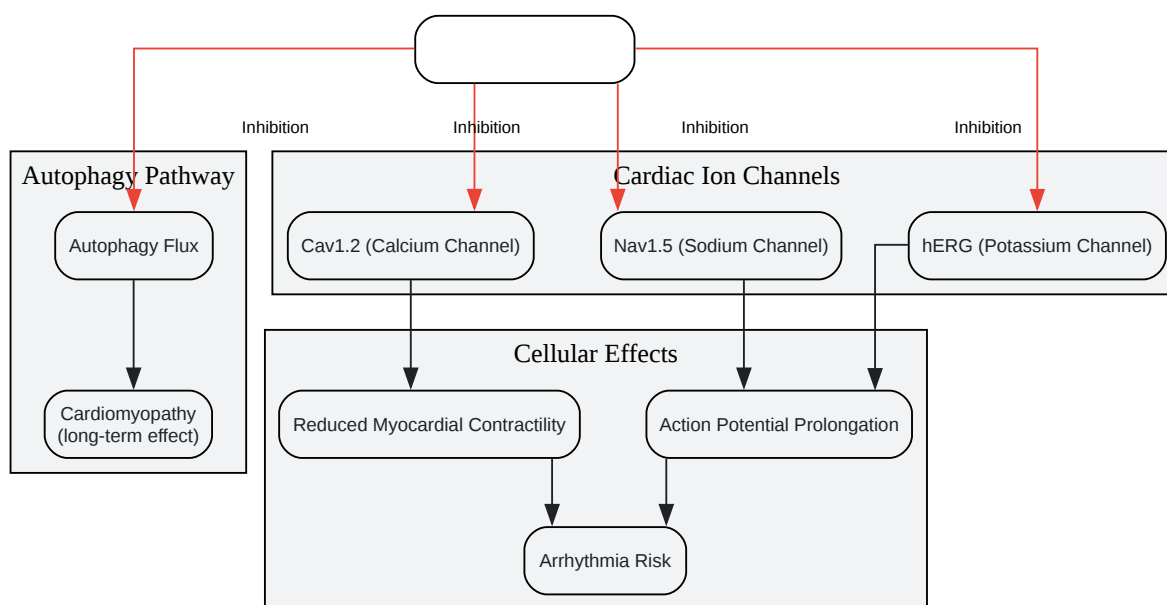 Inhibition
Inhibition
Inhibition
Inhibition
Autophagy Pathway
Cardiac Ion Channels
Autophagy Flux
Cav1.2 (Calcium Channel)
Nav1.5 (Sodium Channel)
hERG (Potassium Channel)
Cellular Effects
Cardiomyopathy
(long-term effect)
Reduced Myocardial Contractility
Action Potential Prolongation
Arrhythmia Risk